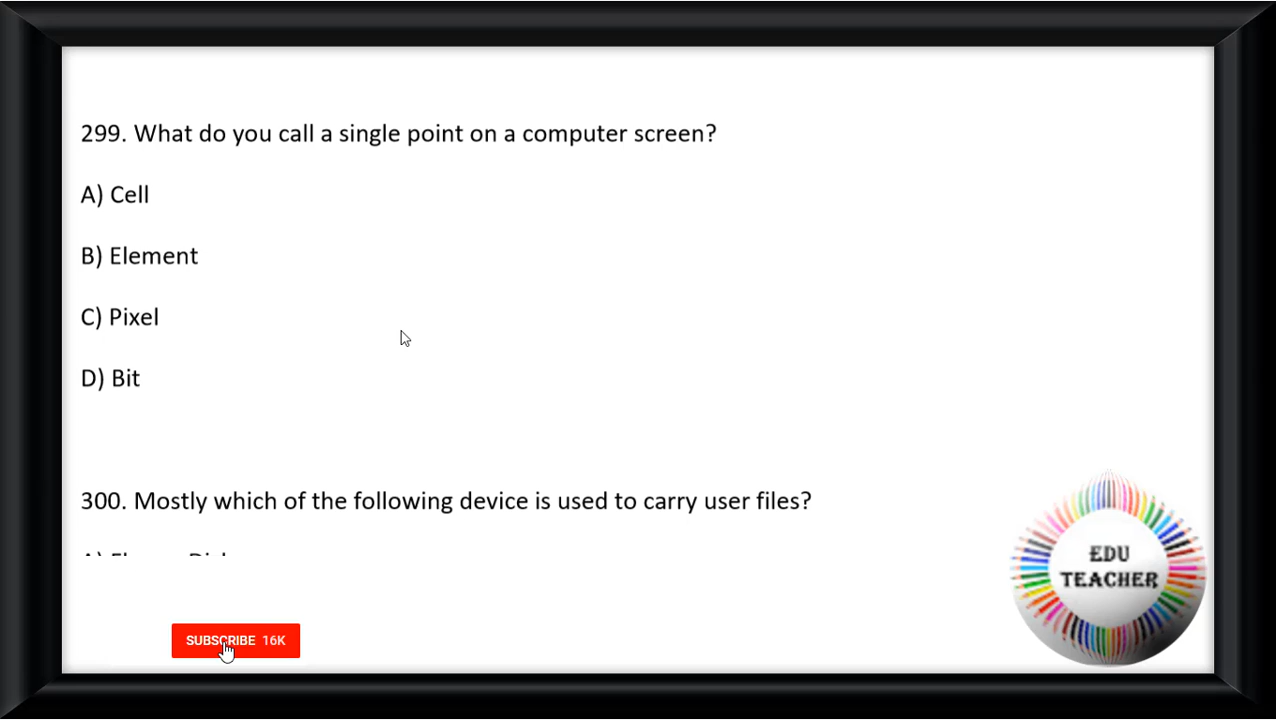 299. What do you call a single point on a computer screen?
A) Cell
B) Element
C) Pixel
D) Bit
300. Mostly which of the following device is used to carry user files?
EDU
TEACHER
SUBSCRIBE 16K